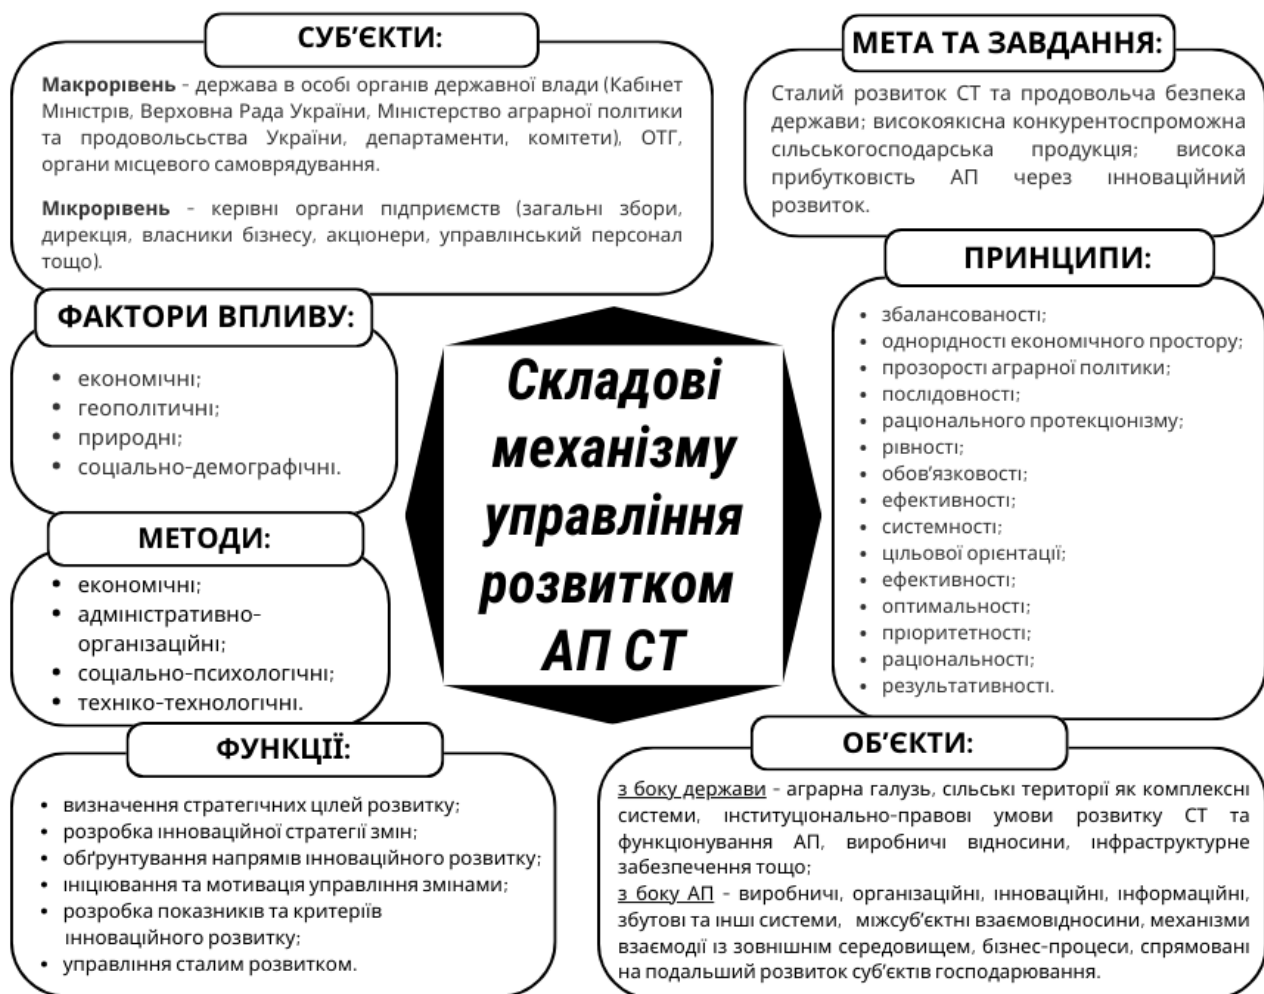 СУБ’ЄКТИ:
Макрорівень - держава в особі органів державної влади (Кабінет
Міністрів, Верховна Рада України, Міністерство аграрної політики
та продовольсьства України, департаменти, комітети), ОТГ,
органи місцевого самоврядування.
Мікрорівень - керівні органи підприємств (загальні збори,
дирекція, власники бізнесу, акціонери, управлінський персонал
тощо).
МЕТА ТА ЗАВДАННЯ:
Сталий розвиток СТ та продовольча безпека
держави; високоякісна конкурентоспроможна
сільськогосподарська продукція; висока
прибутковість АП через інноваційний
розвиток.
ФАКТОРИ ВПЛИВУ:
• економічні;
• геополітичні;
• природні;
• соціально-демографічні.
МЕТОДИ:
• економічні;
• адміністративно-
організаційні;
• соціально-психологічні;
• техніко-технологічні.
Складові
механізму
управління
розвитком
АП СТ
ПРИНЦИПИ:
• збалансованості;
• однорідності економічного простору;
• прозорості аграрної політики;
• послідовності;
• раціонального протекціонізму;
• рівності;
• обов’язковості;
• ефективності;
• системності;
• цільової орієнтації;
• ефективності;
• оптимальності;
• пріоритетності;
• раціональності;
• результативності.
ФУНКЦІЇ:
• визначення стратегічних цілей розвитку;
• розробка інноваційної стратегії змін;
• обґрунтування напрямів інноваційного розвитку;
• ініціювання та мотивація управління змінами;
• розробка показників та критеріїв
інноваційного розвитку;
• управління сталим розвитком.
ОБ’ЄКТИ:
з боку держави - аграрна галузь, сільські території як комплексні
системи, інституціонально-правові умови розвитку СТ та
функціонування АП, виробничі відносини, інфраструктурне
забезпечення тощо;
з боку АП - виробничі, організаційні, інноваційні, інформаційні,
збутові та інші системи, міжсуб’єктні взаємовідносини, механізми
взаємодії із зовнішнім середовищем, бізнес-процеси, спрямовані
на подальший розвиток суб’єктів господарювання.